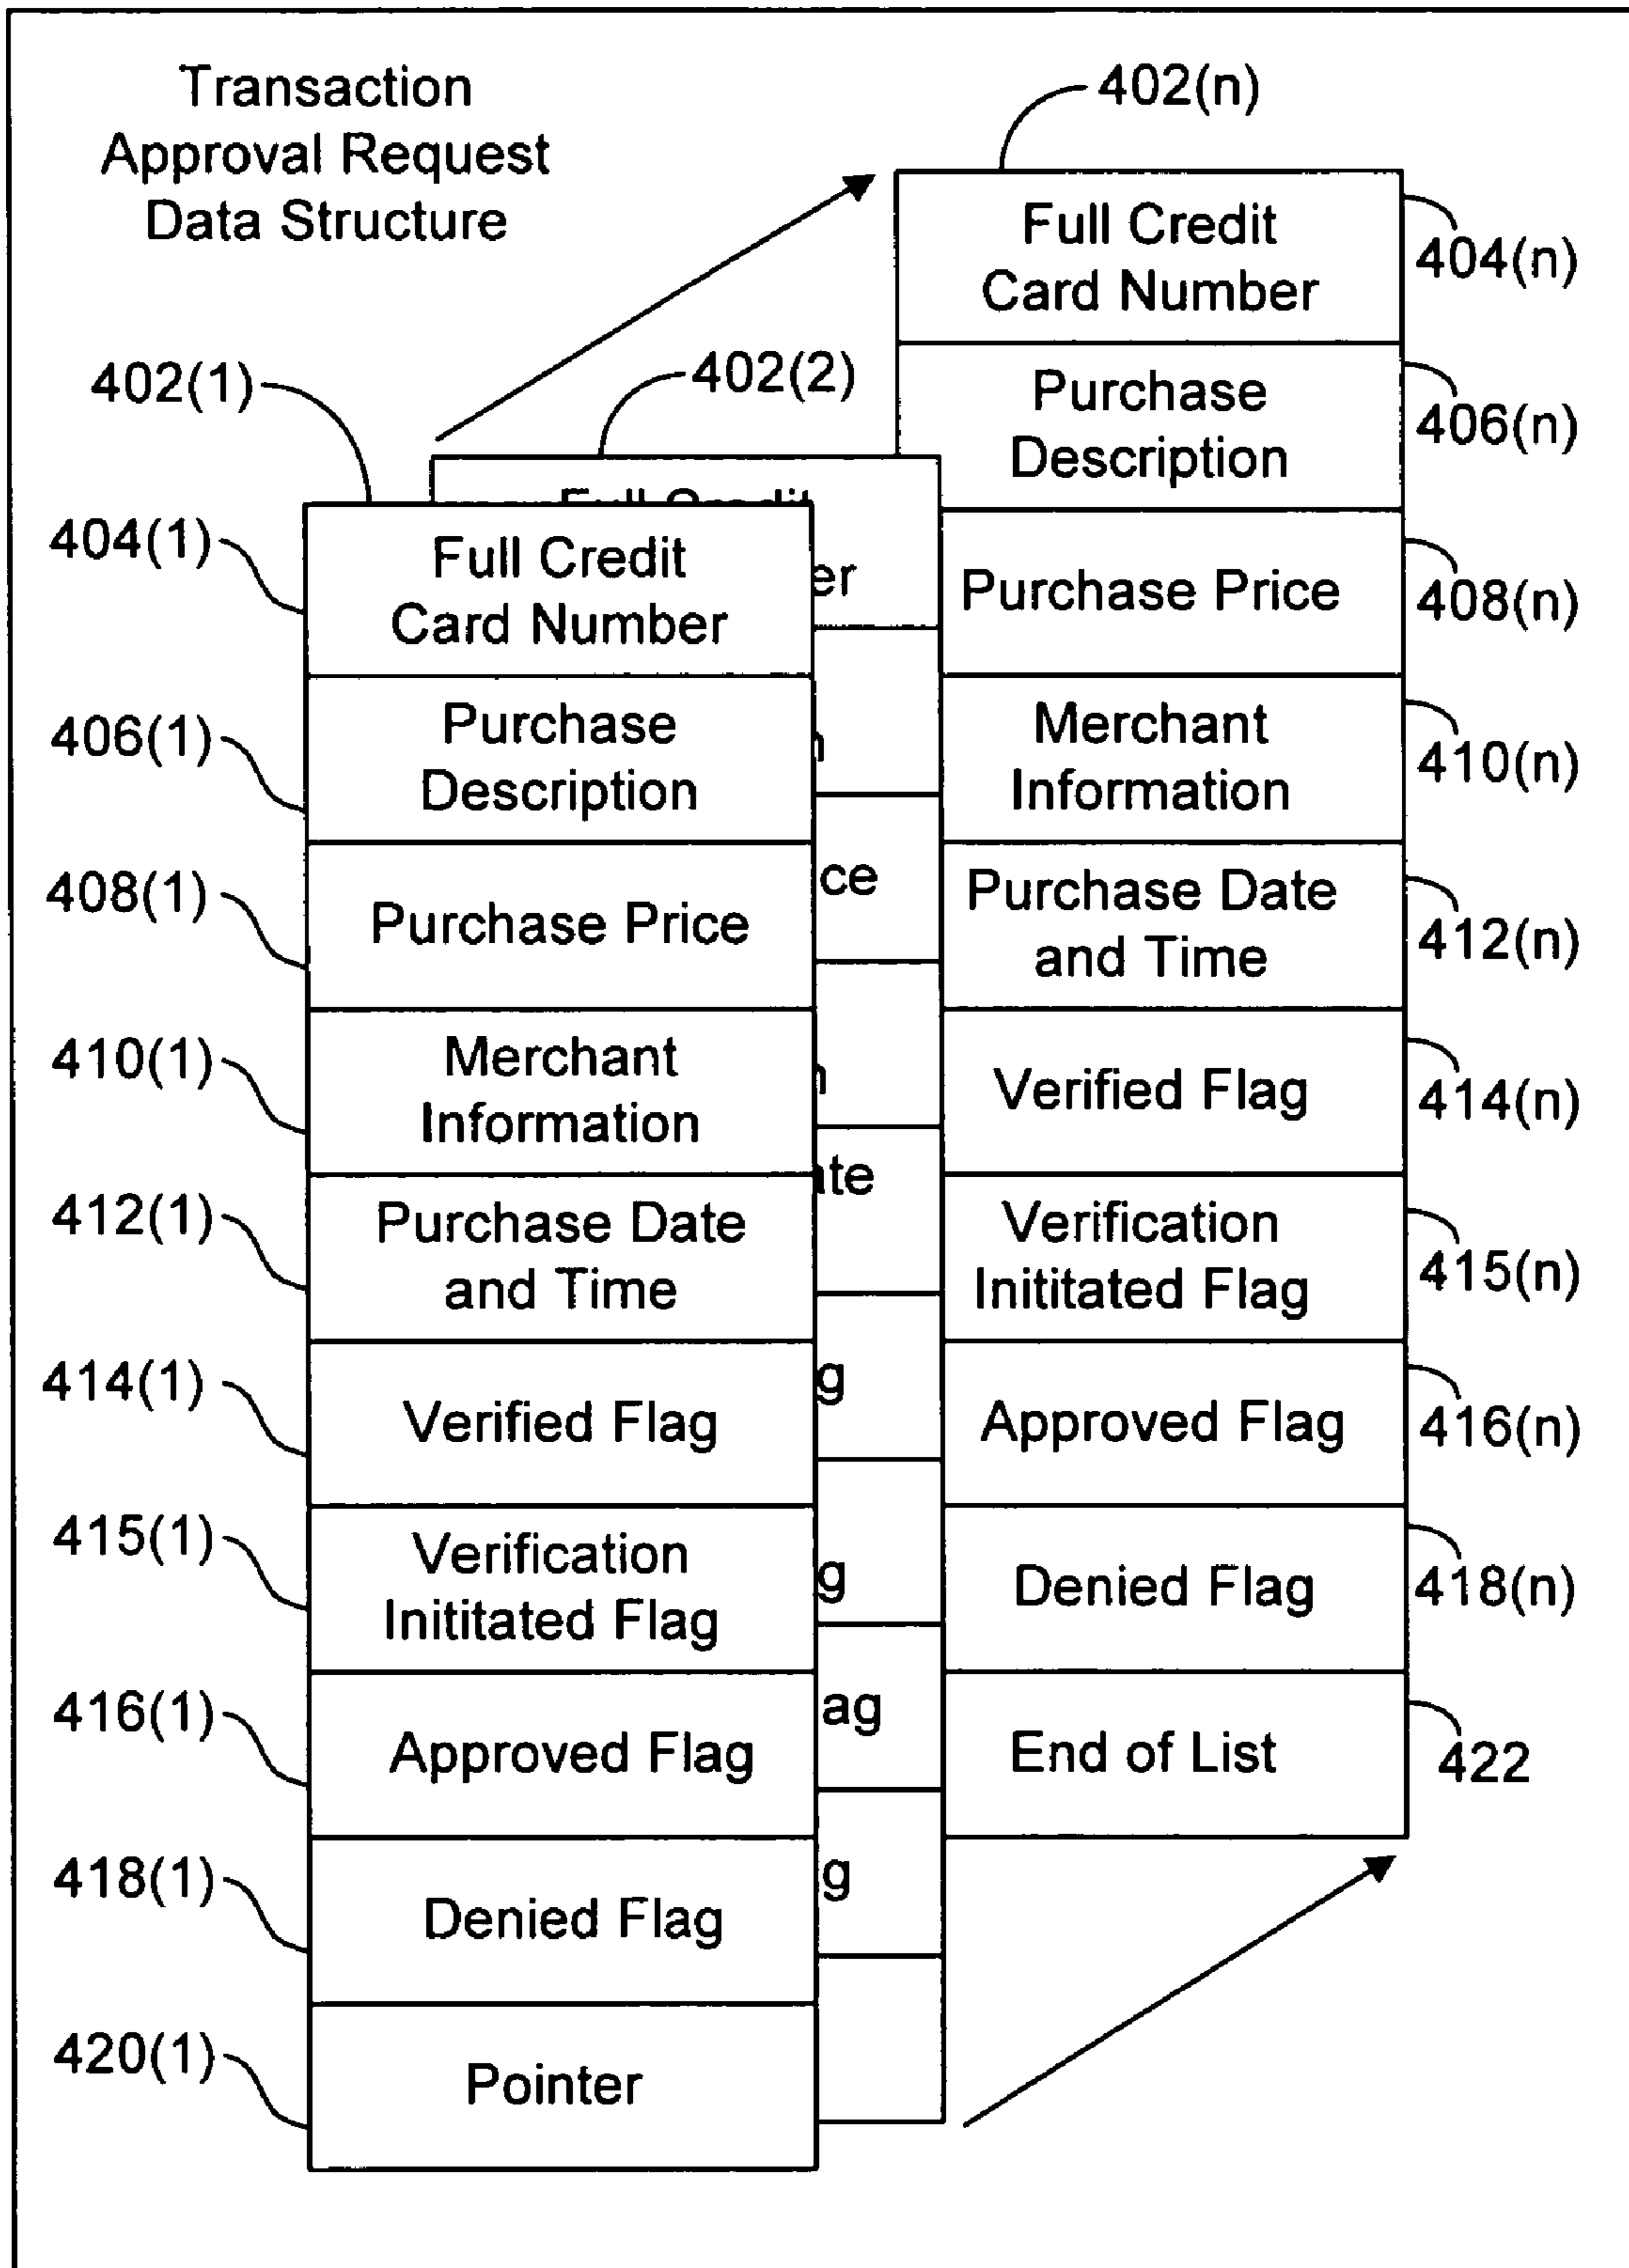 Transaction
Approval Request
Data Structure
402(n)
402(1)
402(2)
Full Credit
Card Number
404(n)
Purchase
Description
406(n)
Purchase Price
408(n)
Merchant
Information
410(n)
Purchase Date
and Time
412(n)
Verified Flag
414(n)
Verification
Inititated Flag
415(n)
Approved Flag
416(n)
Denied Flag
418(n)
End of List
422
Full Credit
er
n
ce
n
te
g
g
ag
g
404(1)
Full Credit
Card Number
406(1)
Purchase
Description
408(1)
Purchase Price
410(1)
Merchant
Information
412(1)
Purchase Date
and Time
414(1)
Verified Flag
415(1)
Verification
Inititated Flag
416(1)
Approved Flag
418(1)
Denied Flag
420(1)
Pointer